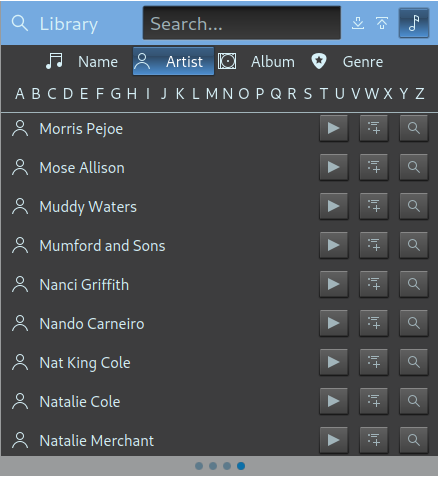 Library Search...
Name Artist Album Genre
A B C D E F G H I J K L M N O P Q R S T U V W X Y Z
Morris Pejoe
Mose Allison
Muddy Waters
Mumford and Sons
Nanci Griffith
Nando Carneiro
Nat King Cole
Natalie Cole
Natalie Merchant